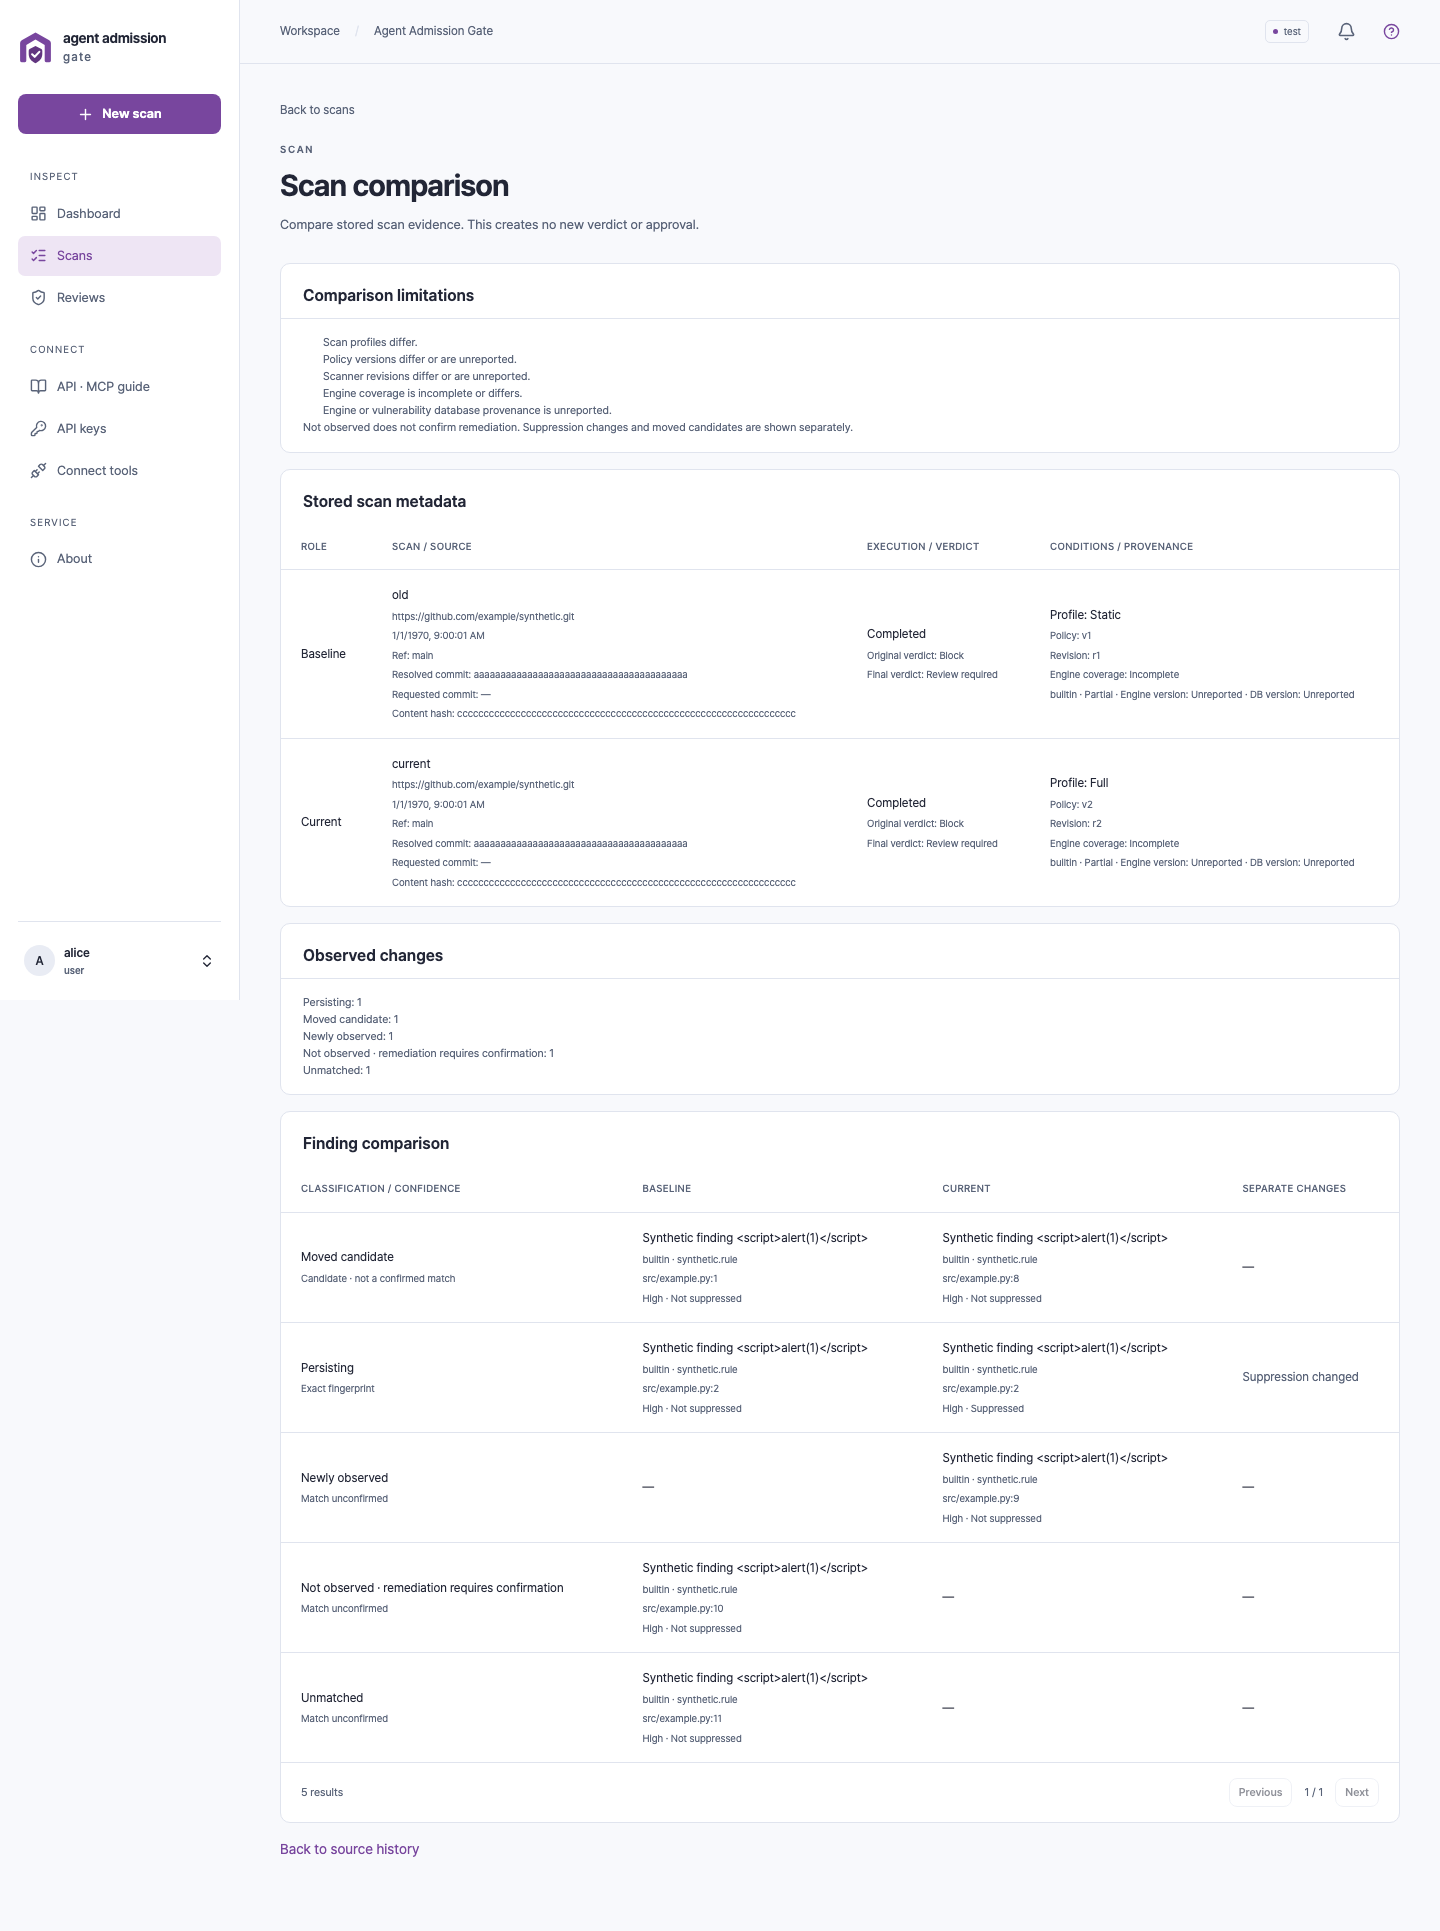 agent admission
gate
New scan
INSPECT
Dashboard
Scans
Reviews
CONNECT
API · MCP guide
API keys
Connect tools
SERVICE
About
A
alice
user
Workspace / Agent Admission Gate
test
Back to scans
SCAN
Scan comparison
Compare stored scan evidence. This creates no new verdict or approval.
Comparison limitations
Scan profiles differ.
Policy versions differ or are unreported.
Scanner revisions differ or are unreported.
Engine coverage is incomplete or differs.
Engine or vulnerability database provenance is unreported.
Not observed does not confirm remediation. Suppression changes and moved candidates are shown separately.
Stored scan metadata
ROLE
SCAN / SOURCE
EXECUTION / VERDICT
CONDITIONS / PROVENANCE
Baseline
old
https://github.com/example/synthetic.git
1/1/1970, 9:00:01 AM
Ref: main
Resolved commit: aaaaaaaaaaaaaaaaaaaaaaaaaaaaaaaaaaaaaaaa
Requested commit: —
Content hash: cccccccccccccccccccccccccccccccccccccccccccccccccccccccccccccccc
Completed
Original verdict: Block
Final verdict: Review required
Profile: Static
Policy: v1
Revision: r1
Engine coverage: Incomplete
builtin · Partial · Engine version: Unreported · DB version: Unreported
Current
current
https://github.com/example/synthetic.git
1/1/1970, 9:00:01 AM
Ref: main
Resolved commit: aaaaaaaaaaaaaaaaaaaaaaaaaaaaaaaaaaaaaaaa
Requested commit: —
Content hash: cccccccccccccccccccccccccccccccccccccccccccccccccccccccccccccccc
Completed
Original verdict: Block
Final verdict: Review required
Profile: Full
Policy: v2
Revision: r2
Engine coverage: Incomplete
builtin · Partial · Engine version: Unreported · DB version: Unreported
Observed changes
Persisting: 1
Moved candidate: 1
Newly observed: 1
Not observed · remediation requires confirmation: 1
Unmatched: 1
Finding comparison
CLASSIFICATION / CONFIDENCE
BASELINE
CURRENT
SEPARATE CHANGES
Moved candidate
Candidate · not a confirmed match
Synthetic finding <script>alert(1)</script>
builtin · synthetic.rule
src/example.py:1
High · Not suppressed
Synthetic finding <script>alert(1)</script>
builtin · synthetic.rule
src/example.py:8
High · Not suppressed
—
Persisting
Exact fingerprint
Synthetic finding <script>alert(1)</script>
builtin · synthetic.rule
src/example.py:2
High · Not suppressed
Synthetic finding <script>alert(1)</script>
builtin · synthetic.rule
src/example.py:2
High · Suppressed
Suppression changed
Newly observed
Match unconfirmed
—
Synthetic finding <script>alert(1)</script>
builtin · synthetic.rule
src/example.py:9
High · Not suppressed
—
Not observed · remediation requires confirmation
Match unconfirmed
Synthetic finding <script>alert(1)</script>
builtin · synthetic.rule
src/example.py:10
High · Not suppressed
—
—
Unmatched
Match unconfirmed
Synthetic finding <script>alert(1)</script>
builtin · synthetic.rule
src/example.py:11
High · Not suppressed
—
—
5 results
Previous
1 / 1
Next
Back to source history